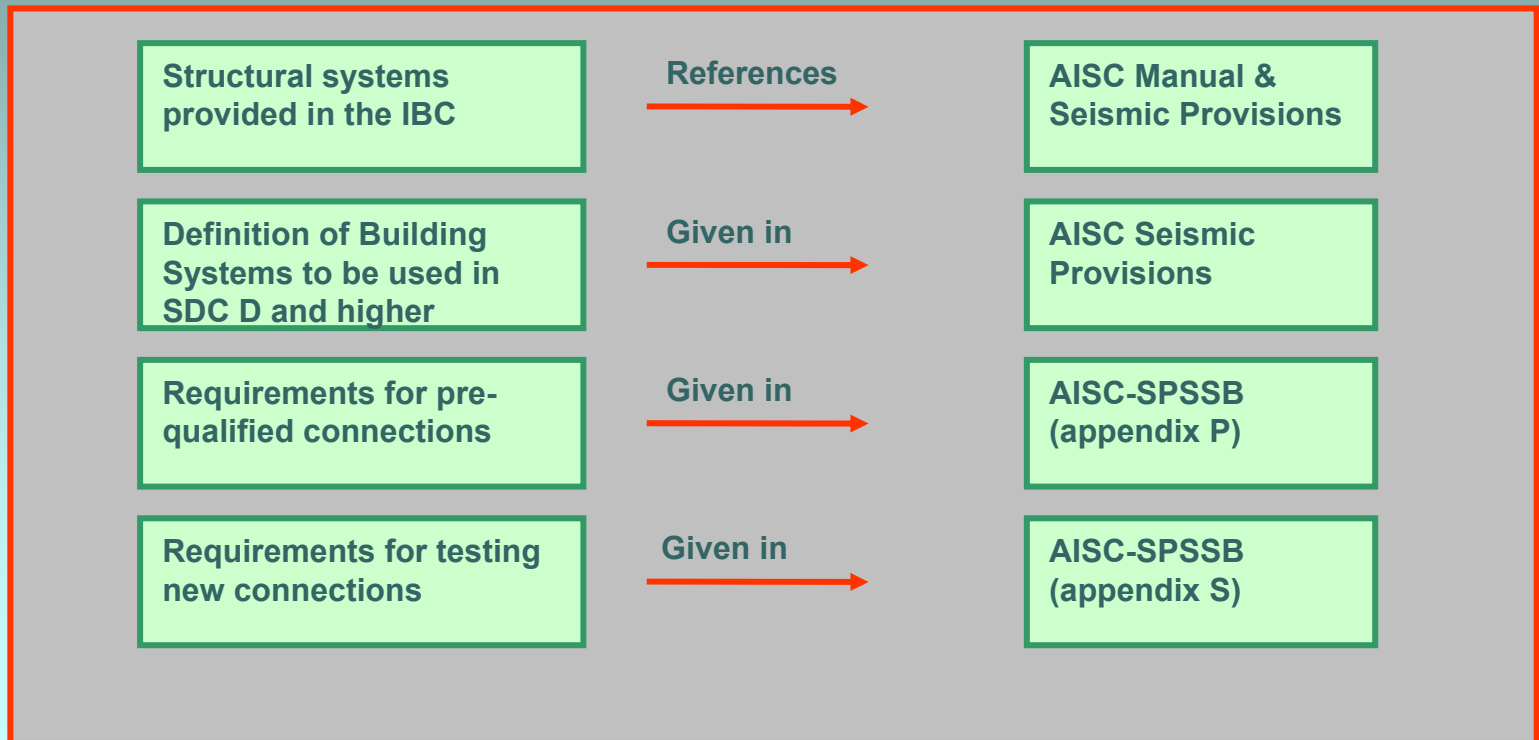 Structural systems
provided in the IBC
References
AISC Manual &
Seismic Provisions
Definition of Building
Systems to be used in
SDC D and higher
Given in
AISC Seismic
Provisions
Requirements for pre-
qualified connections
Given in
AISC-SPSSB
(appendix P)
Requirements for testing
new connections
Given in
AISC-SPSSB
(appendix S)